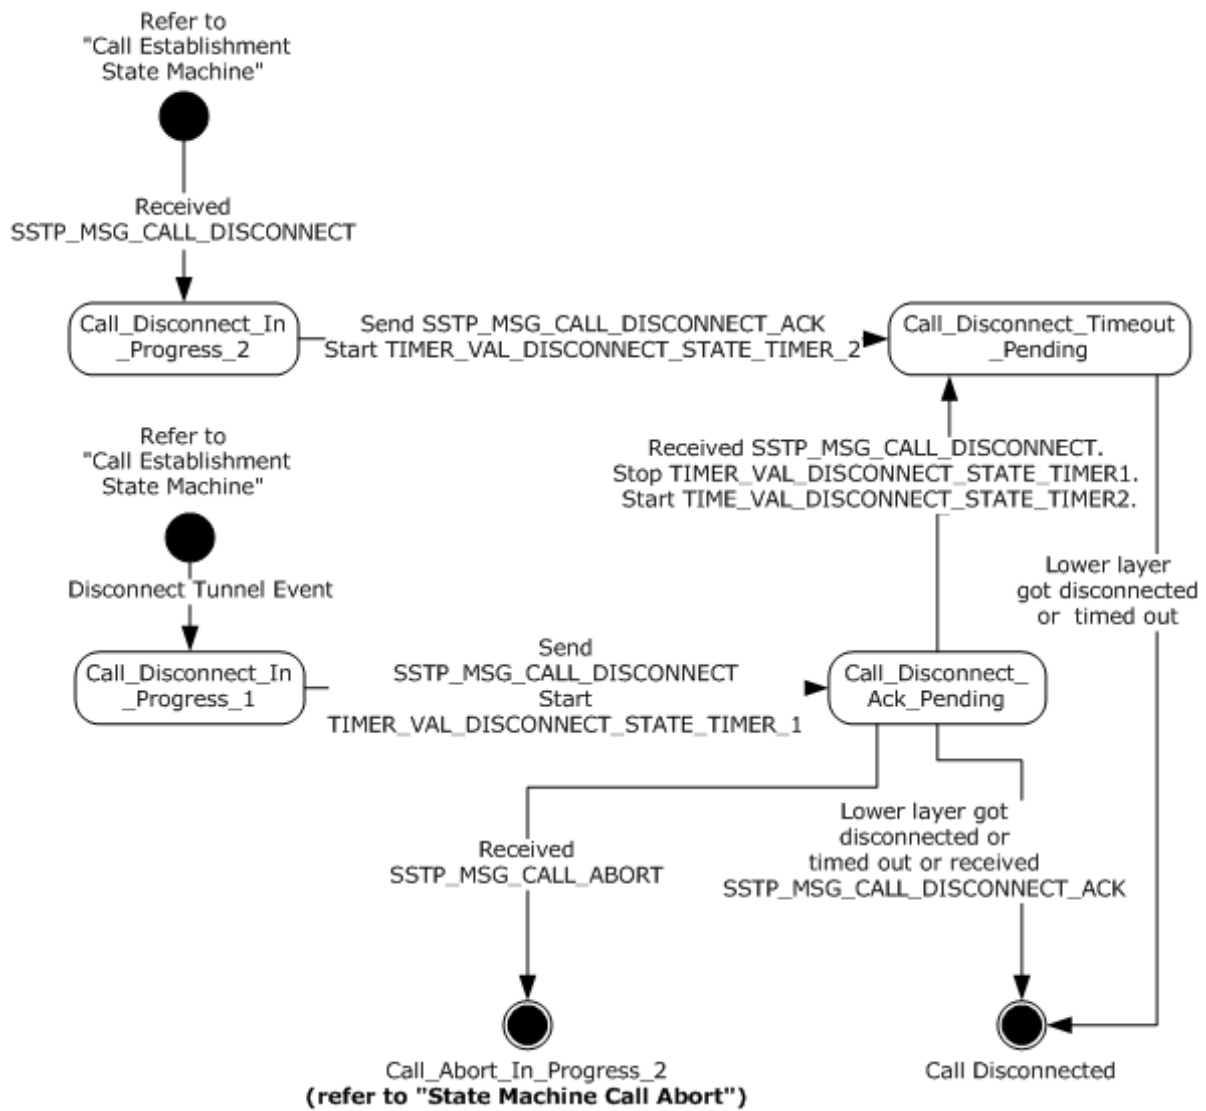 Refer to
"Call Establishment
State Machine"
Received
SSTP_MSG_CALL_DISCONNECT
Call_Disconnect_In
_Progress_2
Send SSTP_MSG_CALL_DISCONNECT_ACK
Start TIMER_VAL_DISCONNECT_STATE_TIMER_2
Call_Disconnect_Timeout
_Pending
Refer to
"Call Establishment
State Machine"
Received SSTP_MSG_CALL_DISCONNECT.
Stop TIMER_VAL_DISCONNECT_STATE_TIMER1.
Start TIME_VAL_DISCONNECT_STATE_TIMER2.
Disconnect Tunnel Event
Lower layer
got disconnected
or timed out
Call_Disconnect_In
_Progress_1
Send
SSTP_MSG_CALL_DISCONNECT
Start
TIMER_VAL_DISCONNECT_STATE_TIMER_1
Call_Disconnect_
Ack_Pending
Received
SSTP_MSG_CALL_ABORT
Lower layer got
disconnected or
timed out or received
SSTP_MSG_CALL_DISCONNECT_ACK
Call_Abort_In_Progress_2
(refer to "State Machine Call Abort")
Call Disconnected